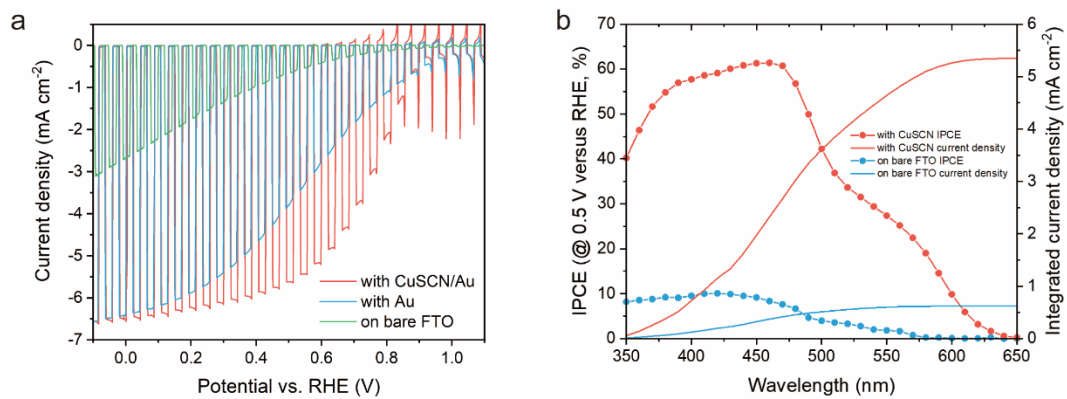 a
Current density (mA cm⁻²)
0
-1
-2
-3
-4
-5
-6
-7
with CuSCN/Au
with Au
on bare FTO
0.0 0.2 0.4 0.6 0.8 1.0
Potential vs. RHE (V)
b
IPCE (@ 0.5 V versus RHE, %)
70
60
50
40
30
20
10
0
with CuSCN IPCE
with CuSCN current density
on bare FTO IPCE
on bare FTO current density
6
5
4
3
2
1
0
Integrated current density (mA cm⁻²)
350 400 450 500 550 600 650
Wavelength (nm)